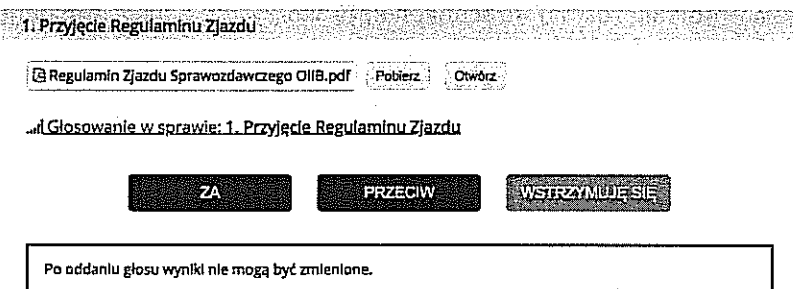 1. Przyjęcie Regulaminu Zjazdu
Regulamin Zjazdu Sprawozdawczego OIIB.pdf Pobierz Otwórz
Głosowanie w sprawie: 1. Przyjęcie Regulaminu Zjazdu
ZA PRZECIW WSTRZYMUJĘ SIĘ
Po oddaniu głosu wyniki nie mogą być zmienione.